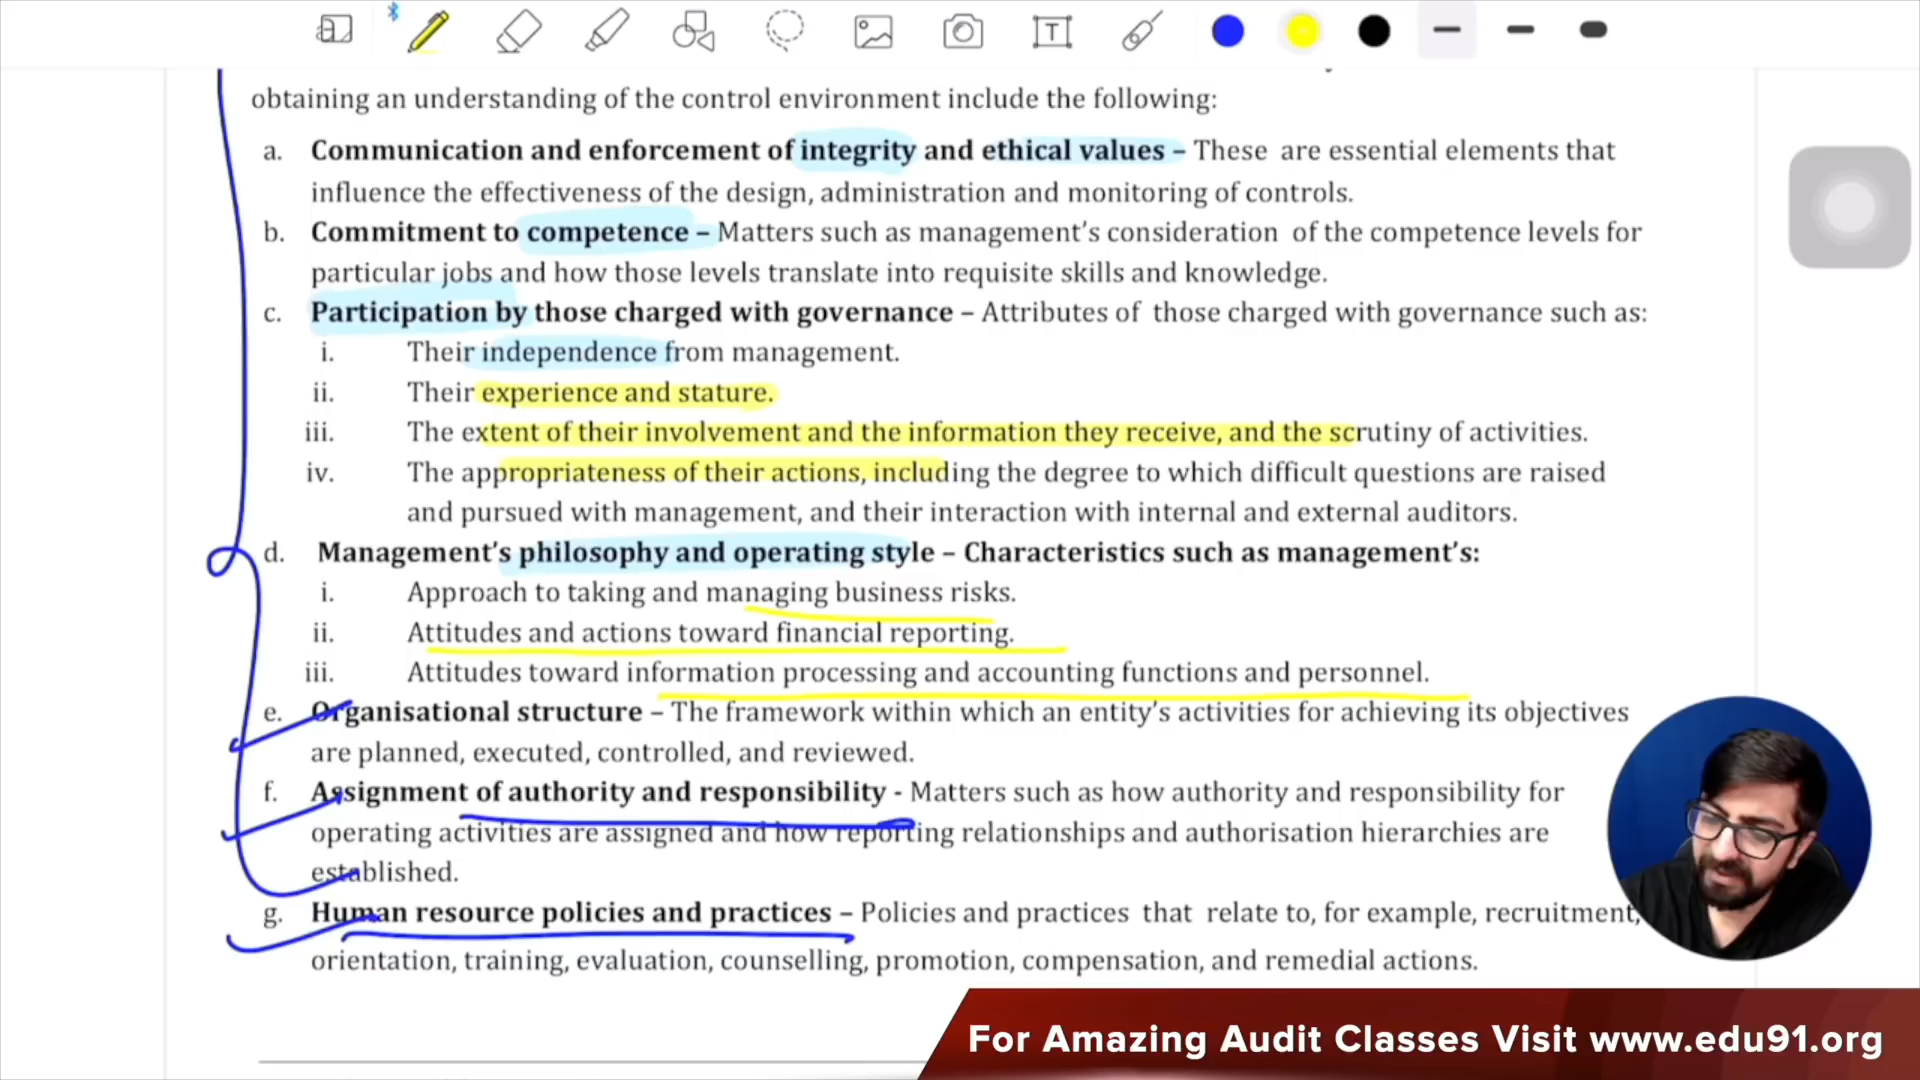 obtaining an understanding of the control environment include the following:
a. Communication and enforcement of integrity and ethical values – These are essential elements that
influence the effectiveness of the design, administration and monitoring of controls.
b. Commitment to competence – Matters such as management’s consideration of the competence levels for
particular jobs and how those levels translate into requisite skills and knowledge.
c. Participation by those charged with governance – Attributes of those charged with governance such as:
i. Their independence from management.
ii. Their experience and stature.
iii. The extent of their involvement and the information they receive, and the scrutiny of activities.
iv. The appropriateness of their actions, including the degree to which difficult questions are raised
and pursued with management, and their interaction with internal and external auditors.
d. Management’s philosophy and operating style – Characteristics such as management’s:
i. Approach to taking and managing business risks.
ii. Attitudes and actions toward financial reporting.
iii. Attitudes toward information processing and accounting functions and personnel.
e. Organisational structure – The framework within which an entity’s activities for achieving its objectives
are planned, executed, controlled, and reviewed.
f. Assignment of authority and responsibility - Matters such as how authority and responsibility for
operating activities are assigned and how reporting relationships and authorisation hierarchies are
established.
g. Human resource policies and practices – Policies and practices that relate to, for example, recruitment,
orientation, training, evaluation, counselling, promotion, compensation, and remedial actions.
For Amazing Audit Classes Visit www.edu91.org